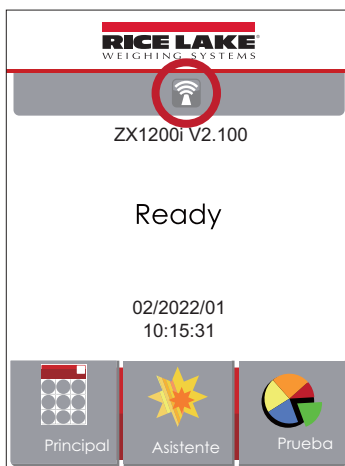 RICE LAKE
WEIGHING SYSTEMS
ZX1200i V2.100
Ready
02/2022/01
10:15:31
Principal
Asistente
Prueba